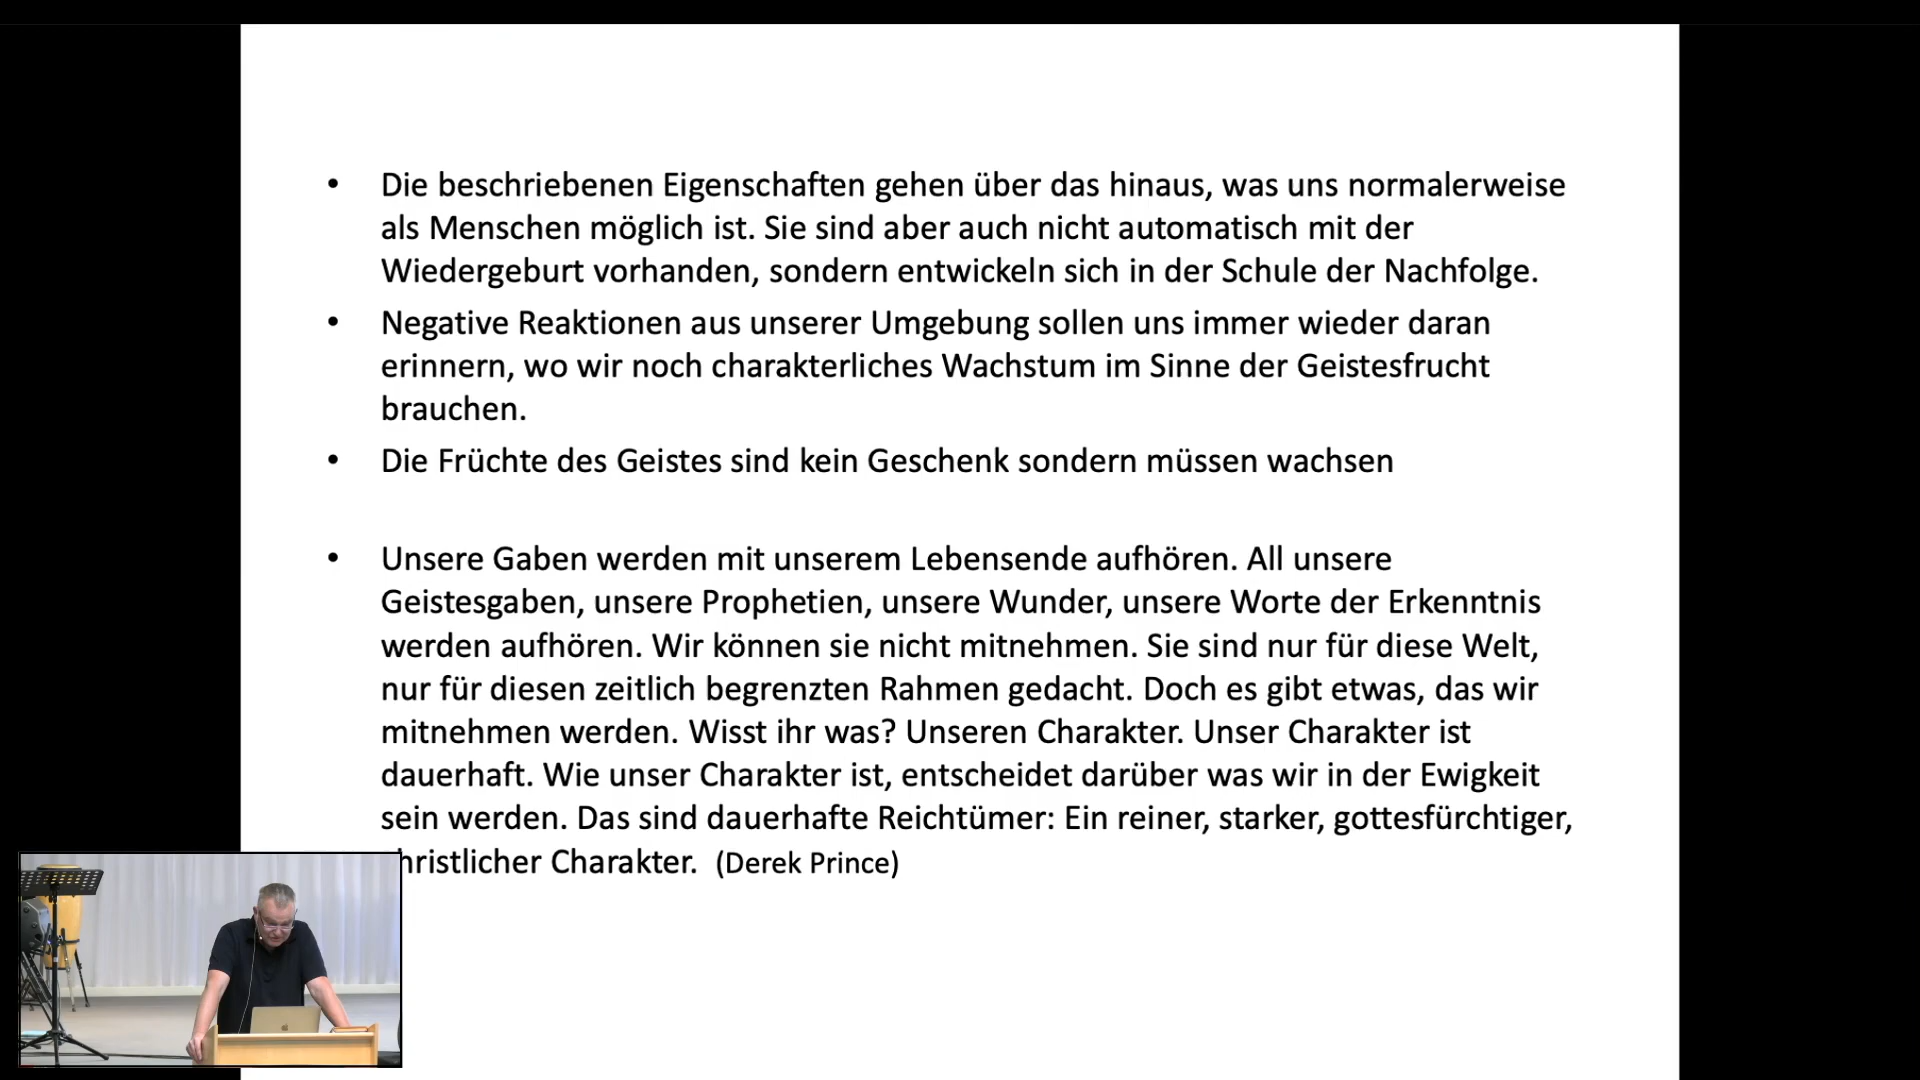 • Die beschriebenen Eigenschaften gehen über das hinaus, was uns normalerweise
als Menschen möglich ist. Sie sind aber auch nicht automatisch mit der
Wiedergeburt vorhanden, sondern entwickeln sich in der Schule der Nachfolge.
• Negative Reaktionen aus unserer Umgebung sollen uns immer wieder daran
erinnern, wo wir noch charakterliches Wachstum im Sinne der Geistesfrucht
brauchen.
• Die Früchte des Geistes sind kein Geschenk sondern müssen wachsen
• Unsere Gaben werden mit unserem Lebensende aufhören. All unsere
Geistesgaben, unsere Prophetien, unsere Wunder, unsere Worte der Erkenntnis
werden aufhören. Wir können sie nicht mitnehmen. Sie sind nur für diese Welt,
nur für diesen zeitlich begrenzten Rahmen gedacht. Doch es gibt etwas, das wir
mitnehmen werden. Wisst ihr was? Unseren Charakter. Unser Charakter ist
dauerhaft. Wie unser Charakter ist, entscheidet darüber was wir in der Ewigkeit
sein werden. Das sind dauerhafte Reichtümer: Ein reiner, starker, gottesfürchtiger,
hristlicher Charakter. (Derek Prince)